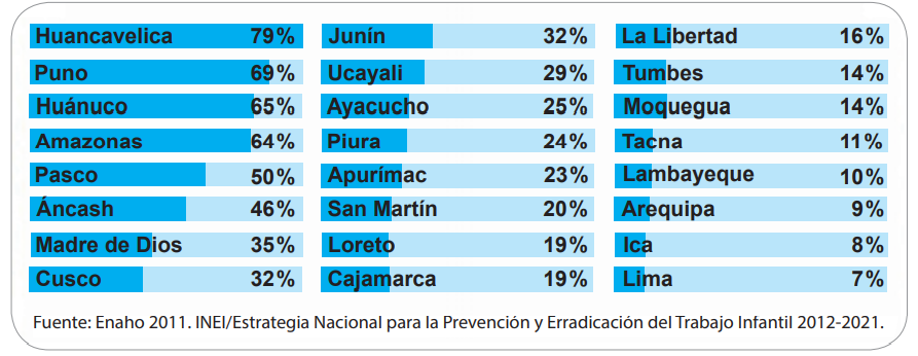 Huancavelica 79%
Puno 69%
Huánuco 65%
Amazonas 64%
Pasco 50%
Áncash 46%
Madre de Dios 35%
Cusco 32%
Junín 32%
Ucayali 29%
Ayacucho 25%
Piura 24%
Apurímac 23%
San Martín 20%
Loreto 19%
Cajamarca 19%
La Libertad 16%
Tumbes 14%
Moquegua 14%
Tacna 11%
Lambayeque 10%
Arequipa 9%
Ica 8%
Lima 7%
Fuente: Enaho 2011. INEI/Estrategia Nacional para la Prevención y Erradicación del Trabajo Infantil 2012-2021.